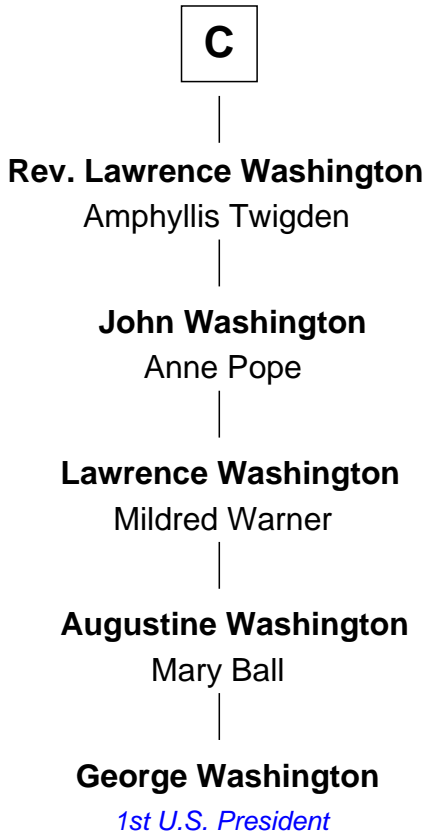 C
Rev. Lawrence Washington
Amphyllis Twigden
John Washington
Anne Pope
Lawrence Washington
Mildred Warner
Augustine Washington
Mary Ball
George Washington
1st U.S. President